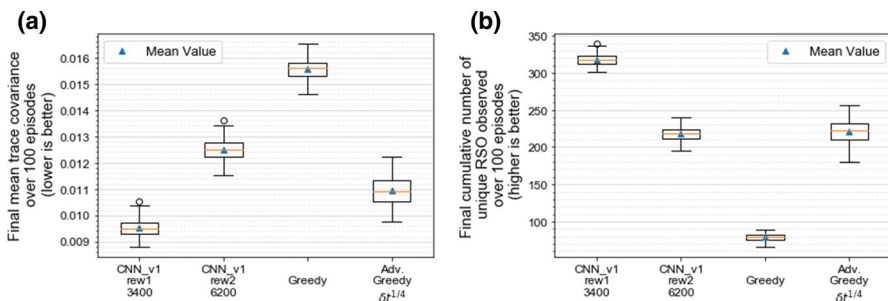 (a)
Final mean trace covariance
over 100 episodes
(lower is better)
0.016
0.015
0.014
0.013
0.012
0.011
0.010
0.009
Mean Value
CNN_v1
rew1
3400
CNN_v1
rew2
6200
Greedy
Adv.
Greedy
δt^{1/4}
(b)
Final cumulative number of
unique RSO observed
over 100 episodes
(higher is better)
350
300
250
200
150
100
Mean Value
CNN_v1
rew1
3400
CNN_v1
rew2
6200
Greedy
Adv.
Greedy
δt^{1/4}